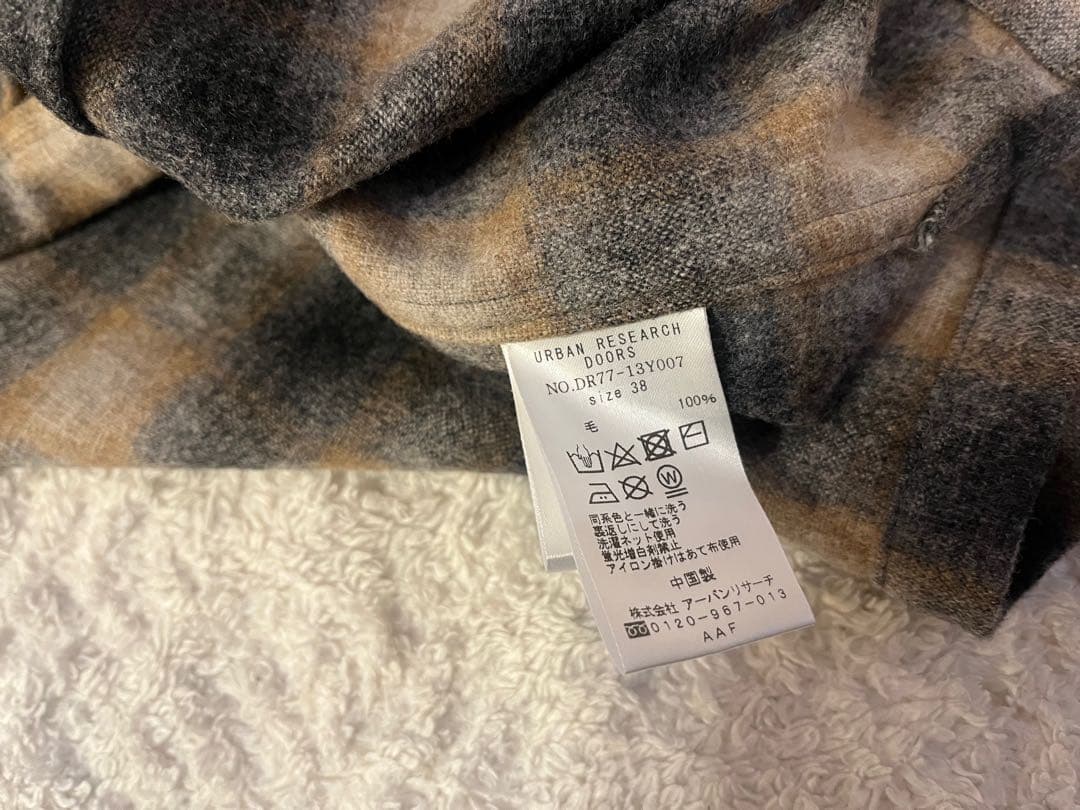 URBAN RESEARCH
DOORS
NO.DR77-13Y007
size 38
毛 100%
W
同系色と一緒に洗う
裏返しにして洗う
洗濯ネット使用
蛍光増白剤禁止
アイロン掛けはあて布使用
中国製
株式会社 アーバンリサーチ
0120-967-013
AAF